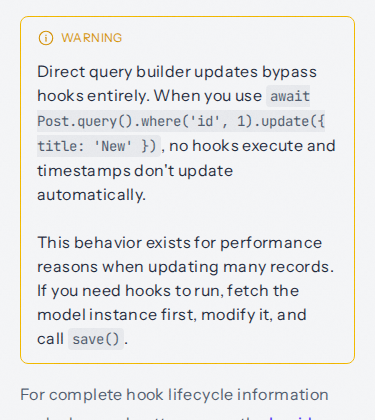 WARNING
Direct query builder updates bypass
hooks entirely. When you use await
Post.query().where('id', 1).update({
title: 'New' }), no hooks execute and
timestamps don't update
automatically.
This behavior exists for performance
reasons when updating many records.
If you need hooks to run, fetch the
model instance first, modify it, and
call save().
For complete hook lifecycle information